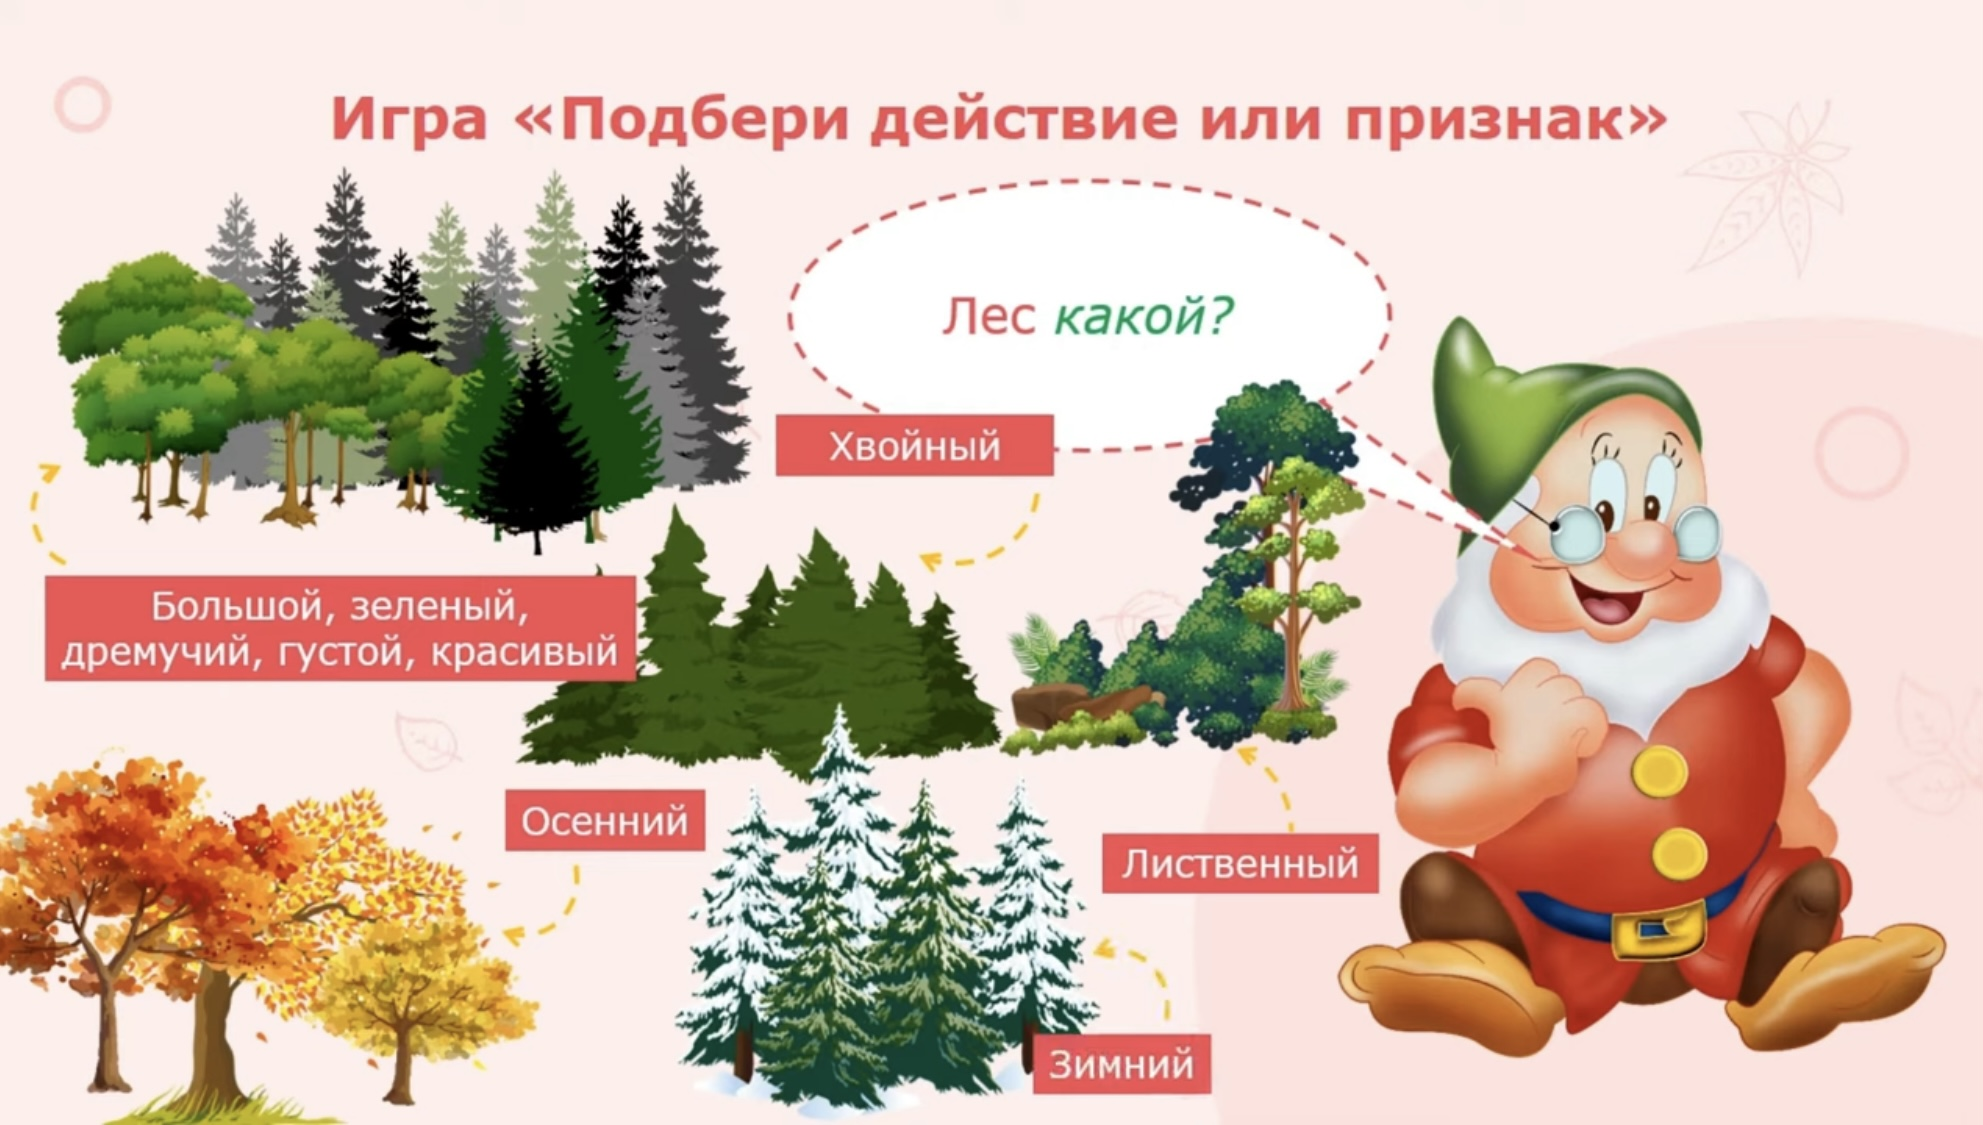 Игра «Подбери действие или признак»
Лес какой?
Хвойный
Большой, зеленый,
дремучий, густой, красивый
Осенний
Лиственный
Зимний